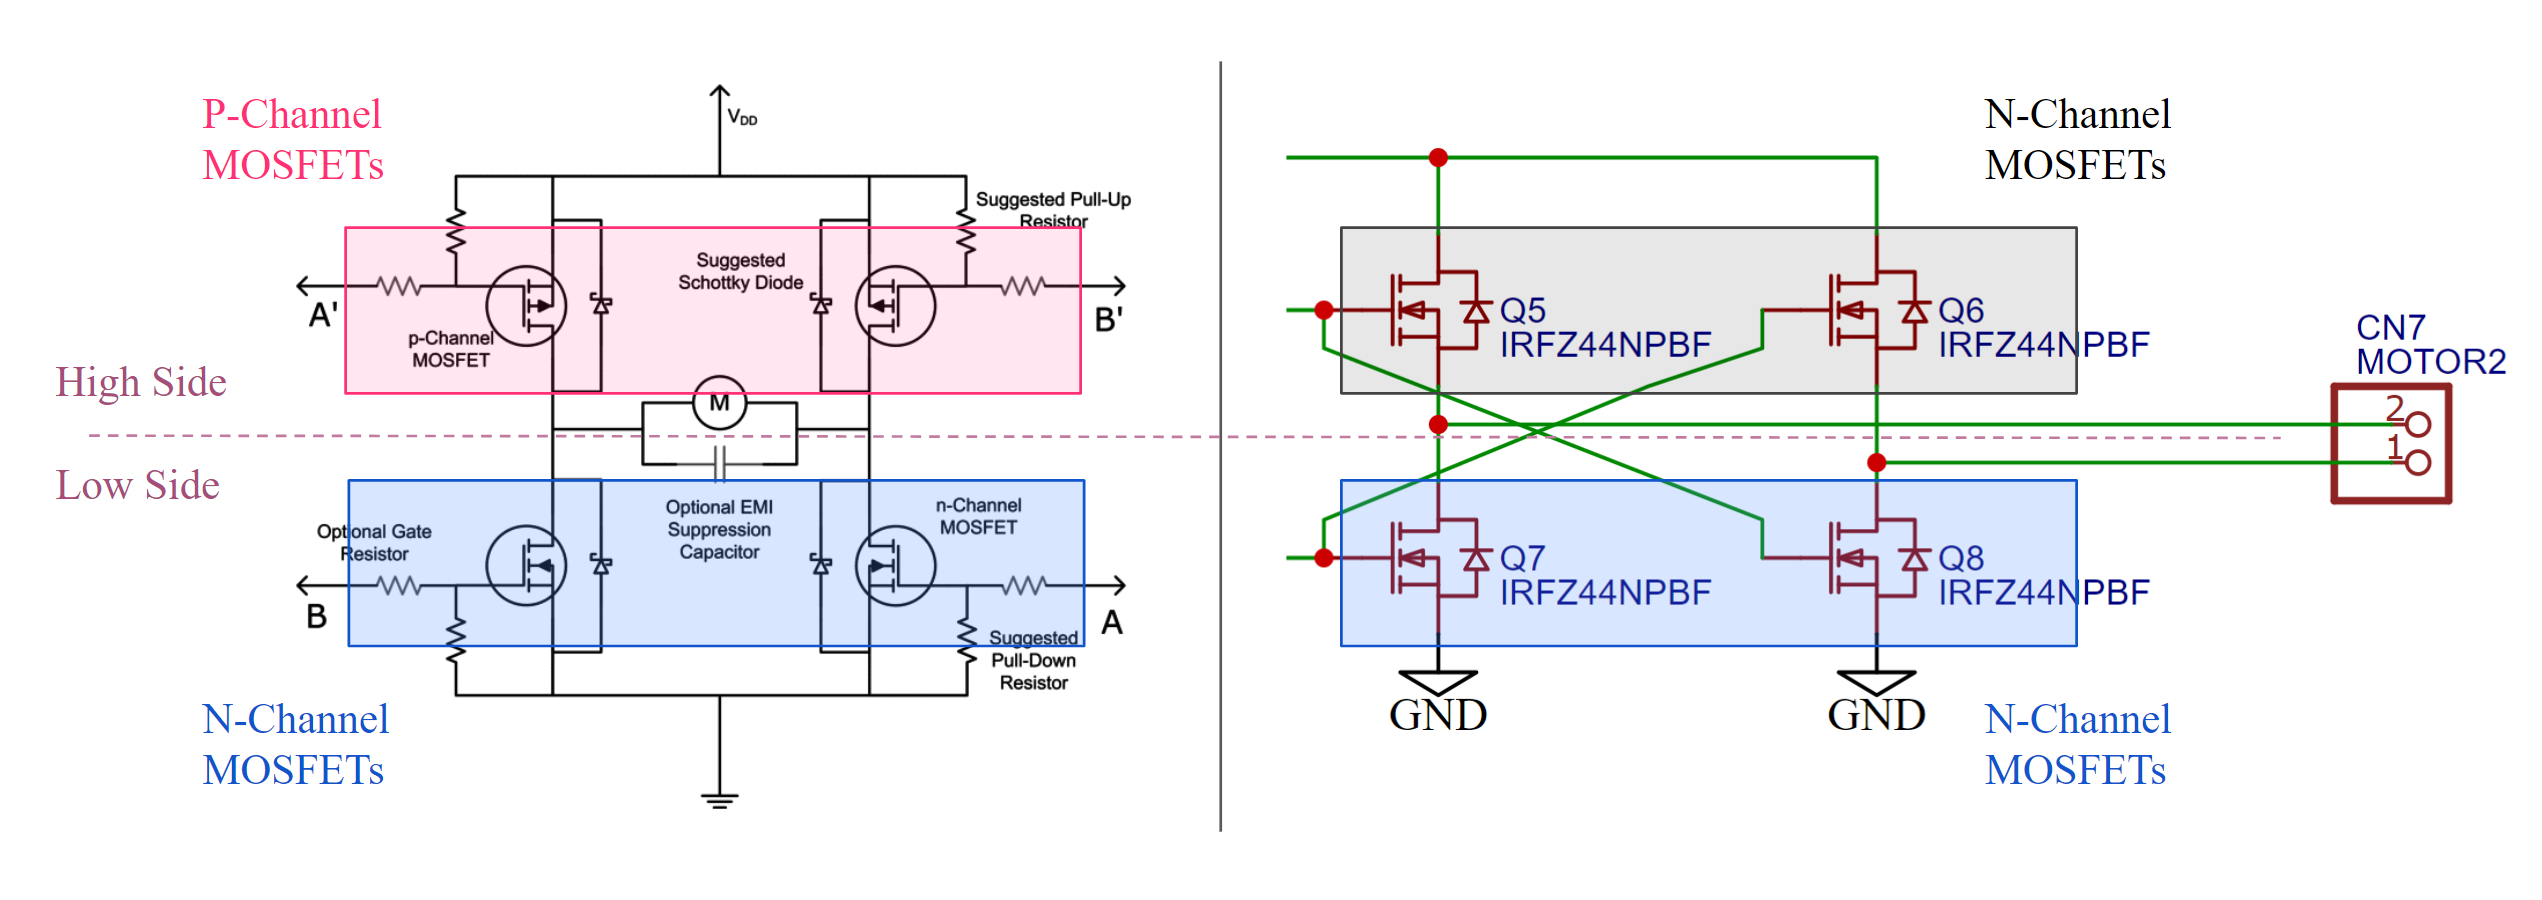 P-Channel
MOSFETs
VDD
Suggested Pull-Up
Resistor
Suggested
Schottky Diode
A'
B'
p-Channel
MOSFET
High Side
M
Low Side
Optional Gate
Resistor
Optional EMI
Suppression
Capacitor
n-Channel
MOSFET
B
A
Suggested
Pull-Down
Resistor
N-Channel
MOSFETs
N-Channel
MOSFETs
Q5
IRFZ44NPBF
Q6
IRFZ44NPBF
CN7
MOTOR2
2
1
Q7
IRFZ44NPBF
Q8
IRFZ44NPBF
GND
GND
N-Channel
MOSFETs